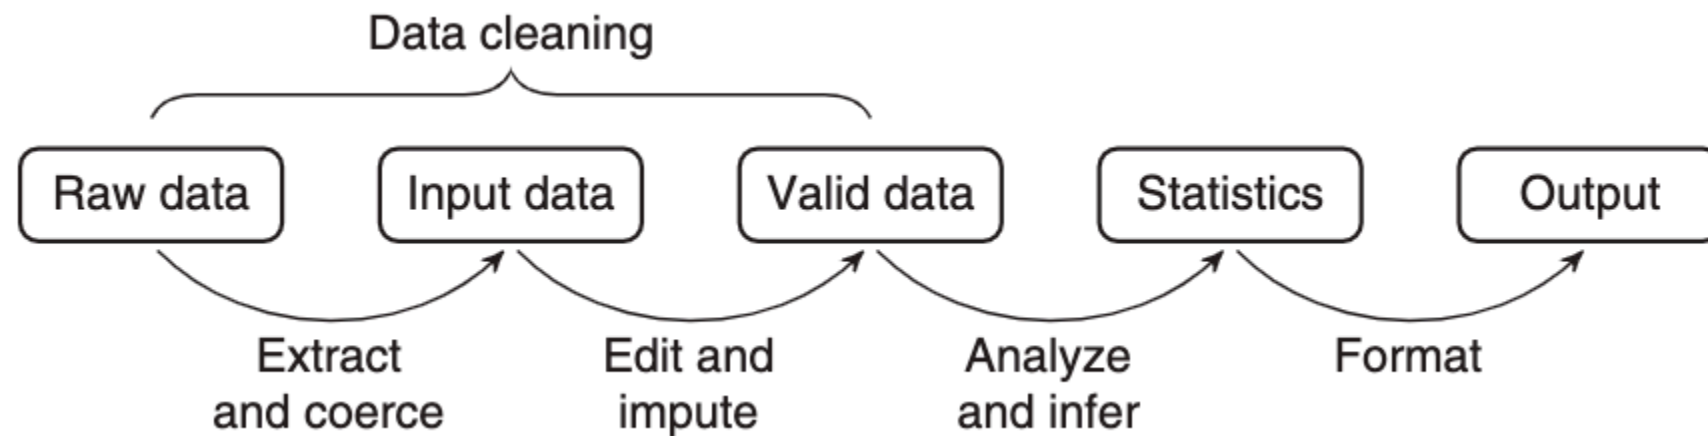 Data cleaning
Raw data
Input data
Valid data
Statistics
Output
Extract
and coerce
Edit and
impute
Analyze
and infer
Format